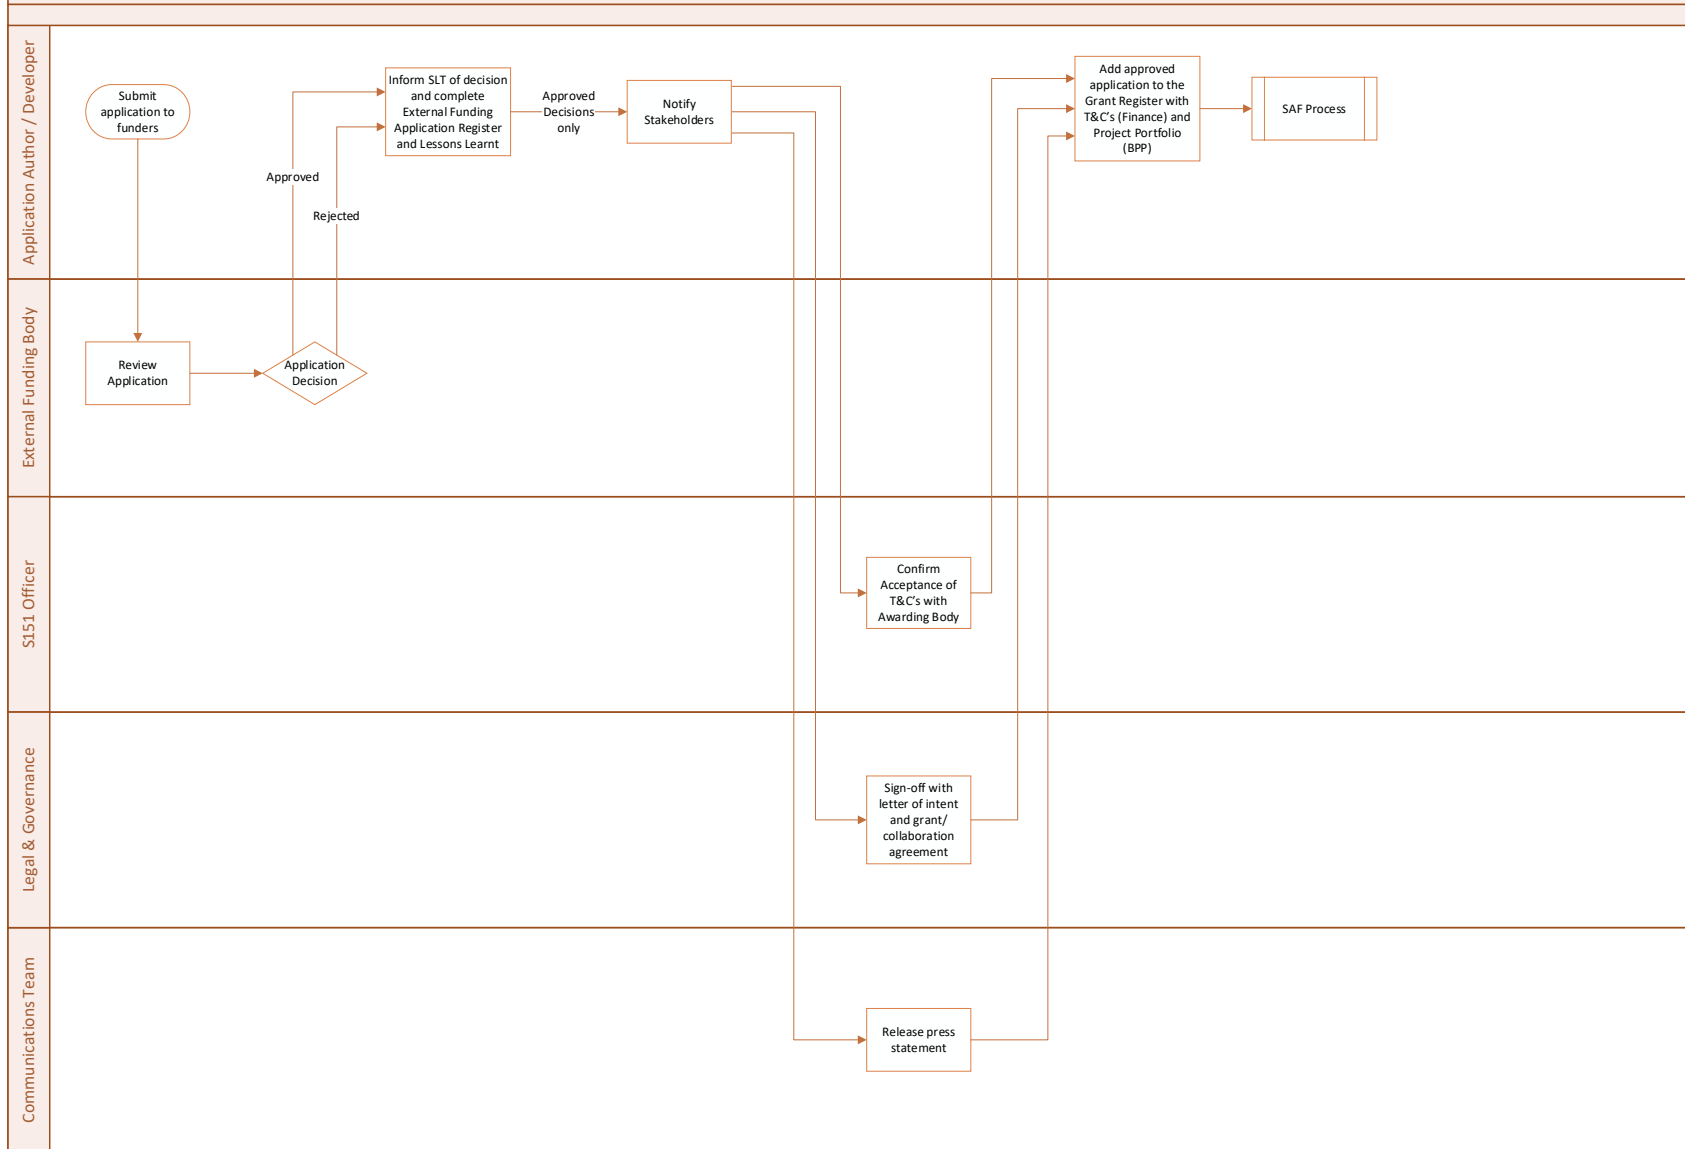 Application Author / Developer
Submit
application to
funders
Approved
Rejected
Inform SLT of decision
and complete
External Funding
Application Register
and Lessons Learnt
Approved
Decisions
only
Notify
Stakeholders
Add approved
application to the
Grant Register with
T&C's (Finance) and
Project Portfolio
(BPP)
SAF Process
External Funding Body
Review
Application
Application
Decision
S151 Officer
Confirm
Acceptance of
T&C's with
Awarding Body
Legal & Governance
Sign-off with
letter of intent
and grant/
collaboration
agreement
Communications Team
Release press
statement